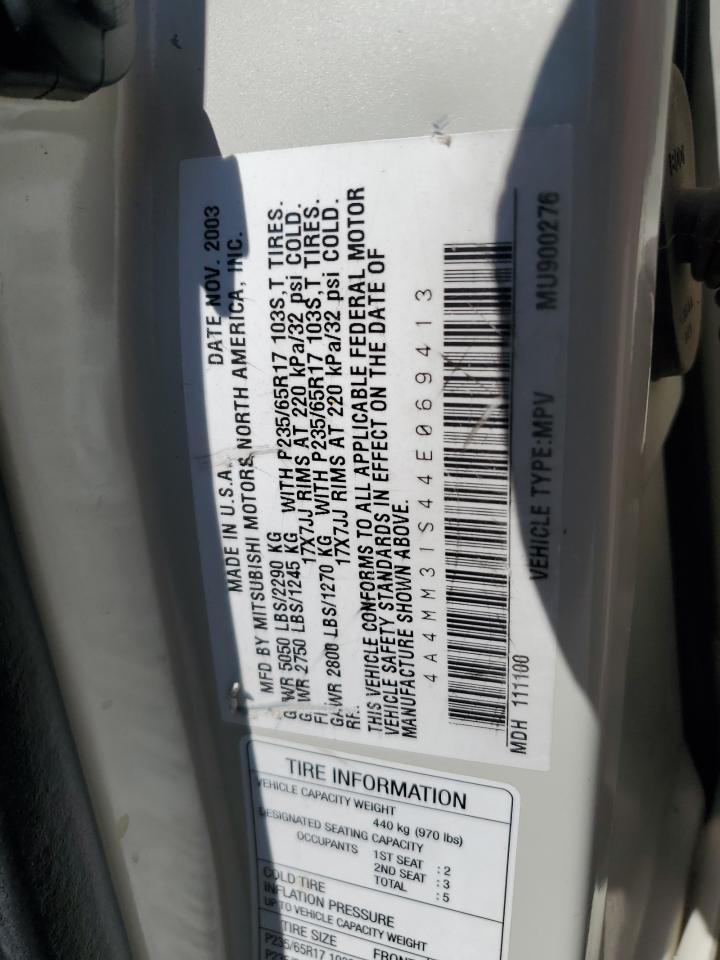 MADE IN U.S.A. DATE NOV. 2003
MFD BY MITSUBISHI MOTORS NORTH AMERICA, INC.
WR 5050 LBS/2290 KG WITH P235/65R17 103S,T TIRES.
WR 2750 LBS/1245 KG 17X7JJ RIMS AT 220 kPa/32 psi COLD.
WR 2800 LBS/1270 KG WITH P235/65R17 103S,T TIRES.
17X7JJ RIMS AT 220 kPa/32 psi COLD.
THIS VEHICLE CONFORMS TO ALL APPLICABLE FEDERAL MOTOR
VEHICLE SAFETY STANDARDS IN EFFECT ON THE DATE OF
MANUFACTURE SHOWN ABOVE.
4A4MM31S44E069413
MDH 111100
VEHICLE TYPE:MPV MU900276
TIRE INFORMATION
VEHICLE CAPACITY WEIGHT
440 kg (970 lbs)
DESIGNATED SEATING CAPACITY
OCCUPANTS 1ST SEAT : 2
2ND SEAT : 3
TOTAL : 5
COLD TIRE
INFLATION PRESSURE
UP TO VEHICLE CAPACITY WEIGHT
TIRE SIZE FRONT
P235/65R17